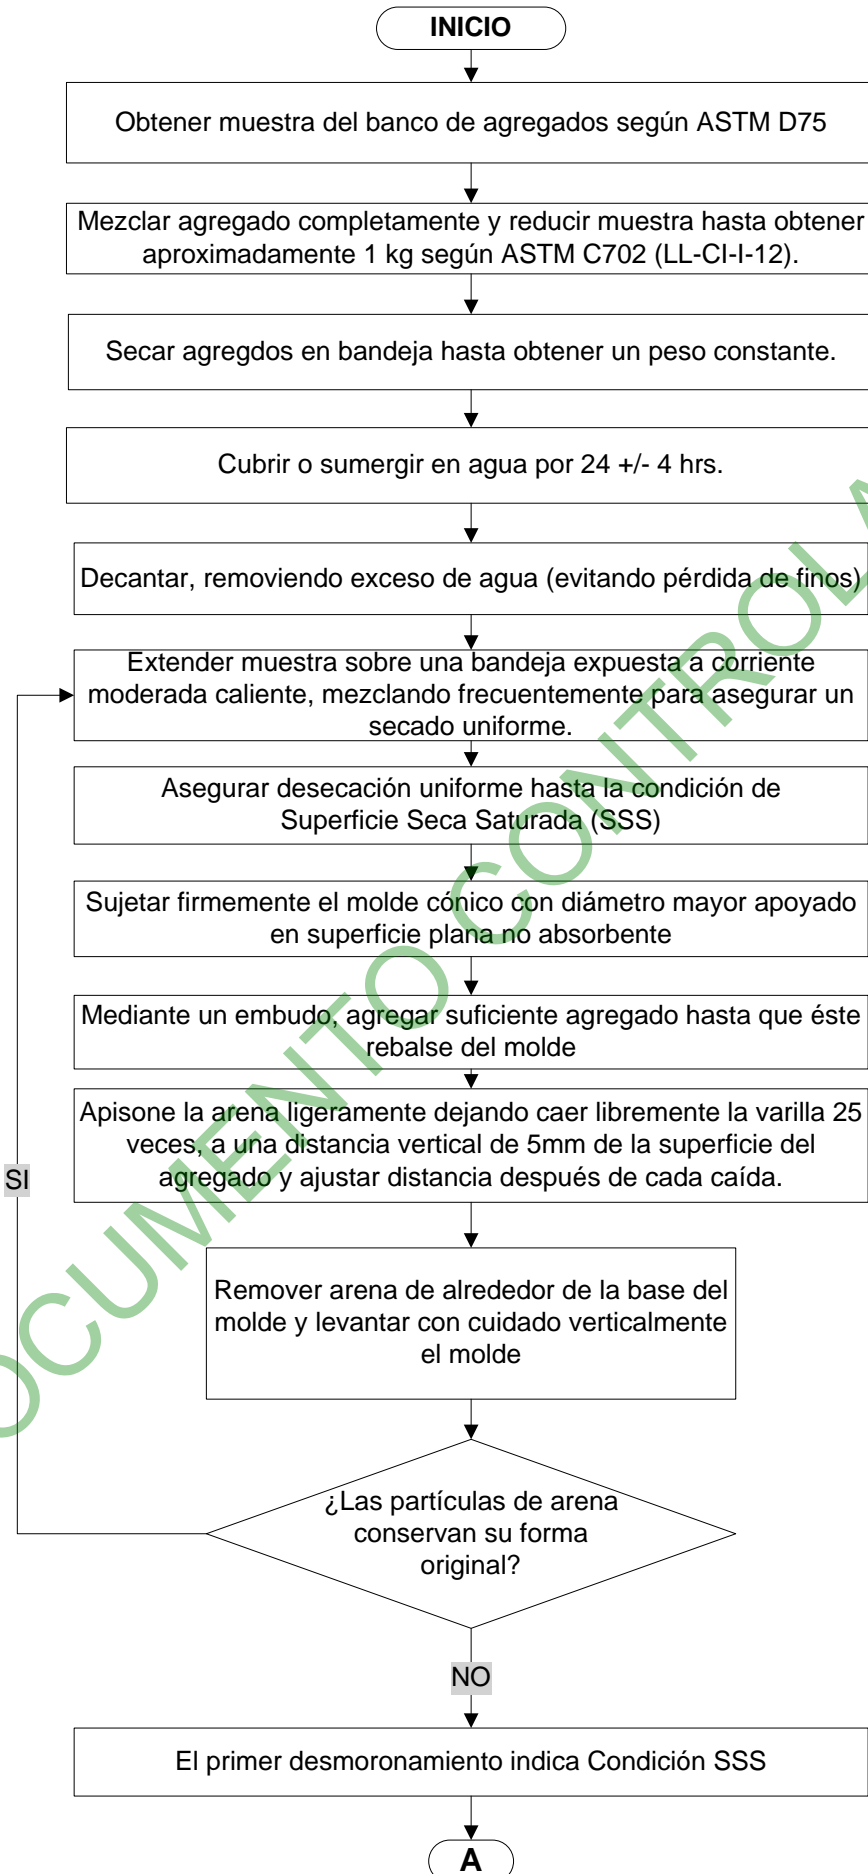 INICIO
Obtener muestra del banco de agregados según ASTM D75
Mezclar agregado completamente y reducir muestra hasta obtener
aproximadamente 1 kg según ASTM C702 (LL-CI-I-12).
Secar agregdos en bandeja hasta obtener un peso constante.
Cubrir o sumergir en agua por 24 +/- 4 hrs.
Decantar, removiendo exceso de agua (evitando pérdida de finos)
Extender muestra sobre una bandeja expuesta a corriente
moderada caliente, mezclando frecuentemente para asegurar un
secado uniforme.
Asegurar desecación uniforme hasta la condición de
Superficie Seca Saturada (SSS)
Sujetar firmemente el molde cónico con diámetro mayor apoyado
en superficie plana no absorbente
Mediante un embudo, agregar suficiente agregado hasta que éste
rebalse del molde
Apisone la arena ligeramente dejando caer libremente la varilla 25
veces, a una distancia vertical de 5mm de la superficie del
agregado y ajustar distancia después de cada caída.
SI
Remover arena de alrededor de la base del
molde y levantar con cuidado verticalmente
el molde
¿Las partículas de arena
conservan su forma
original?
NO
El primer desmoronamiento indica Condición SSS
A
OCUMENTO CONTROLA